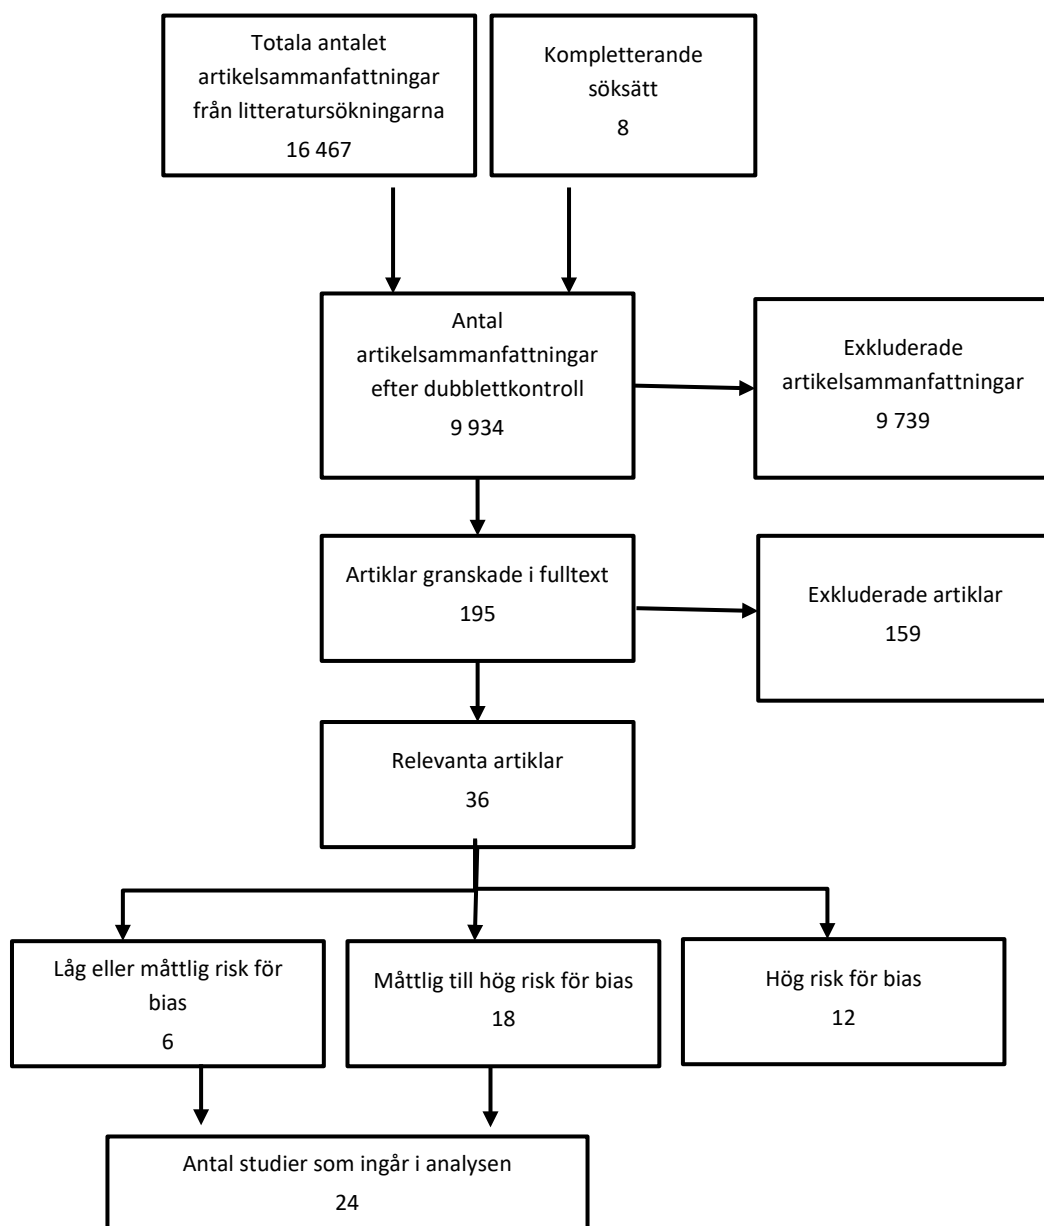 Totala antalet
artikelsammanfattningar
från litteratursökningarna
16 467
Kompletterande
söksätt
8
Antal
artikelsammanfattningar
efter dubblettkontroll
9 934
Exkluderade
artikelsammanfattningar
9 739
Artiklar granskade i fulltext
195
Exkluderade artiklar
159
Relevanta artiklar
36
Låg eller måttlig risk för
bias
6
Måttlig till hög risk för bias
18
Hög risk för bias
12
Antal studier som ingår i analysen
24